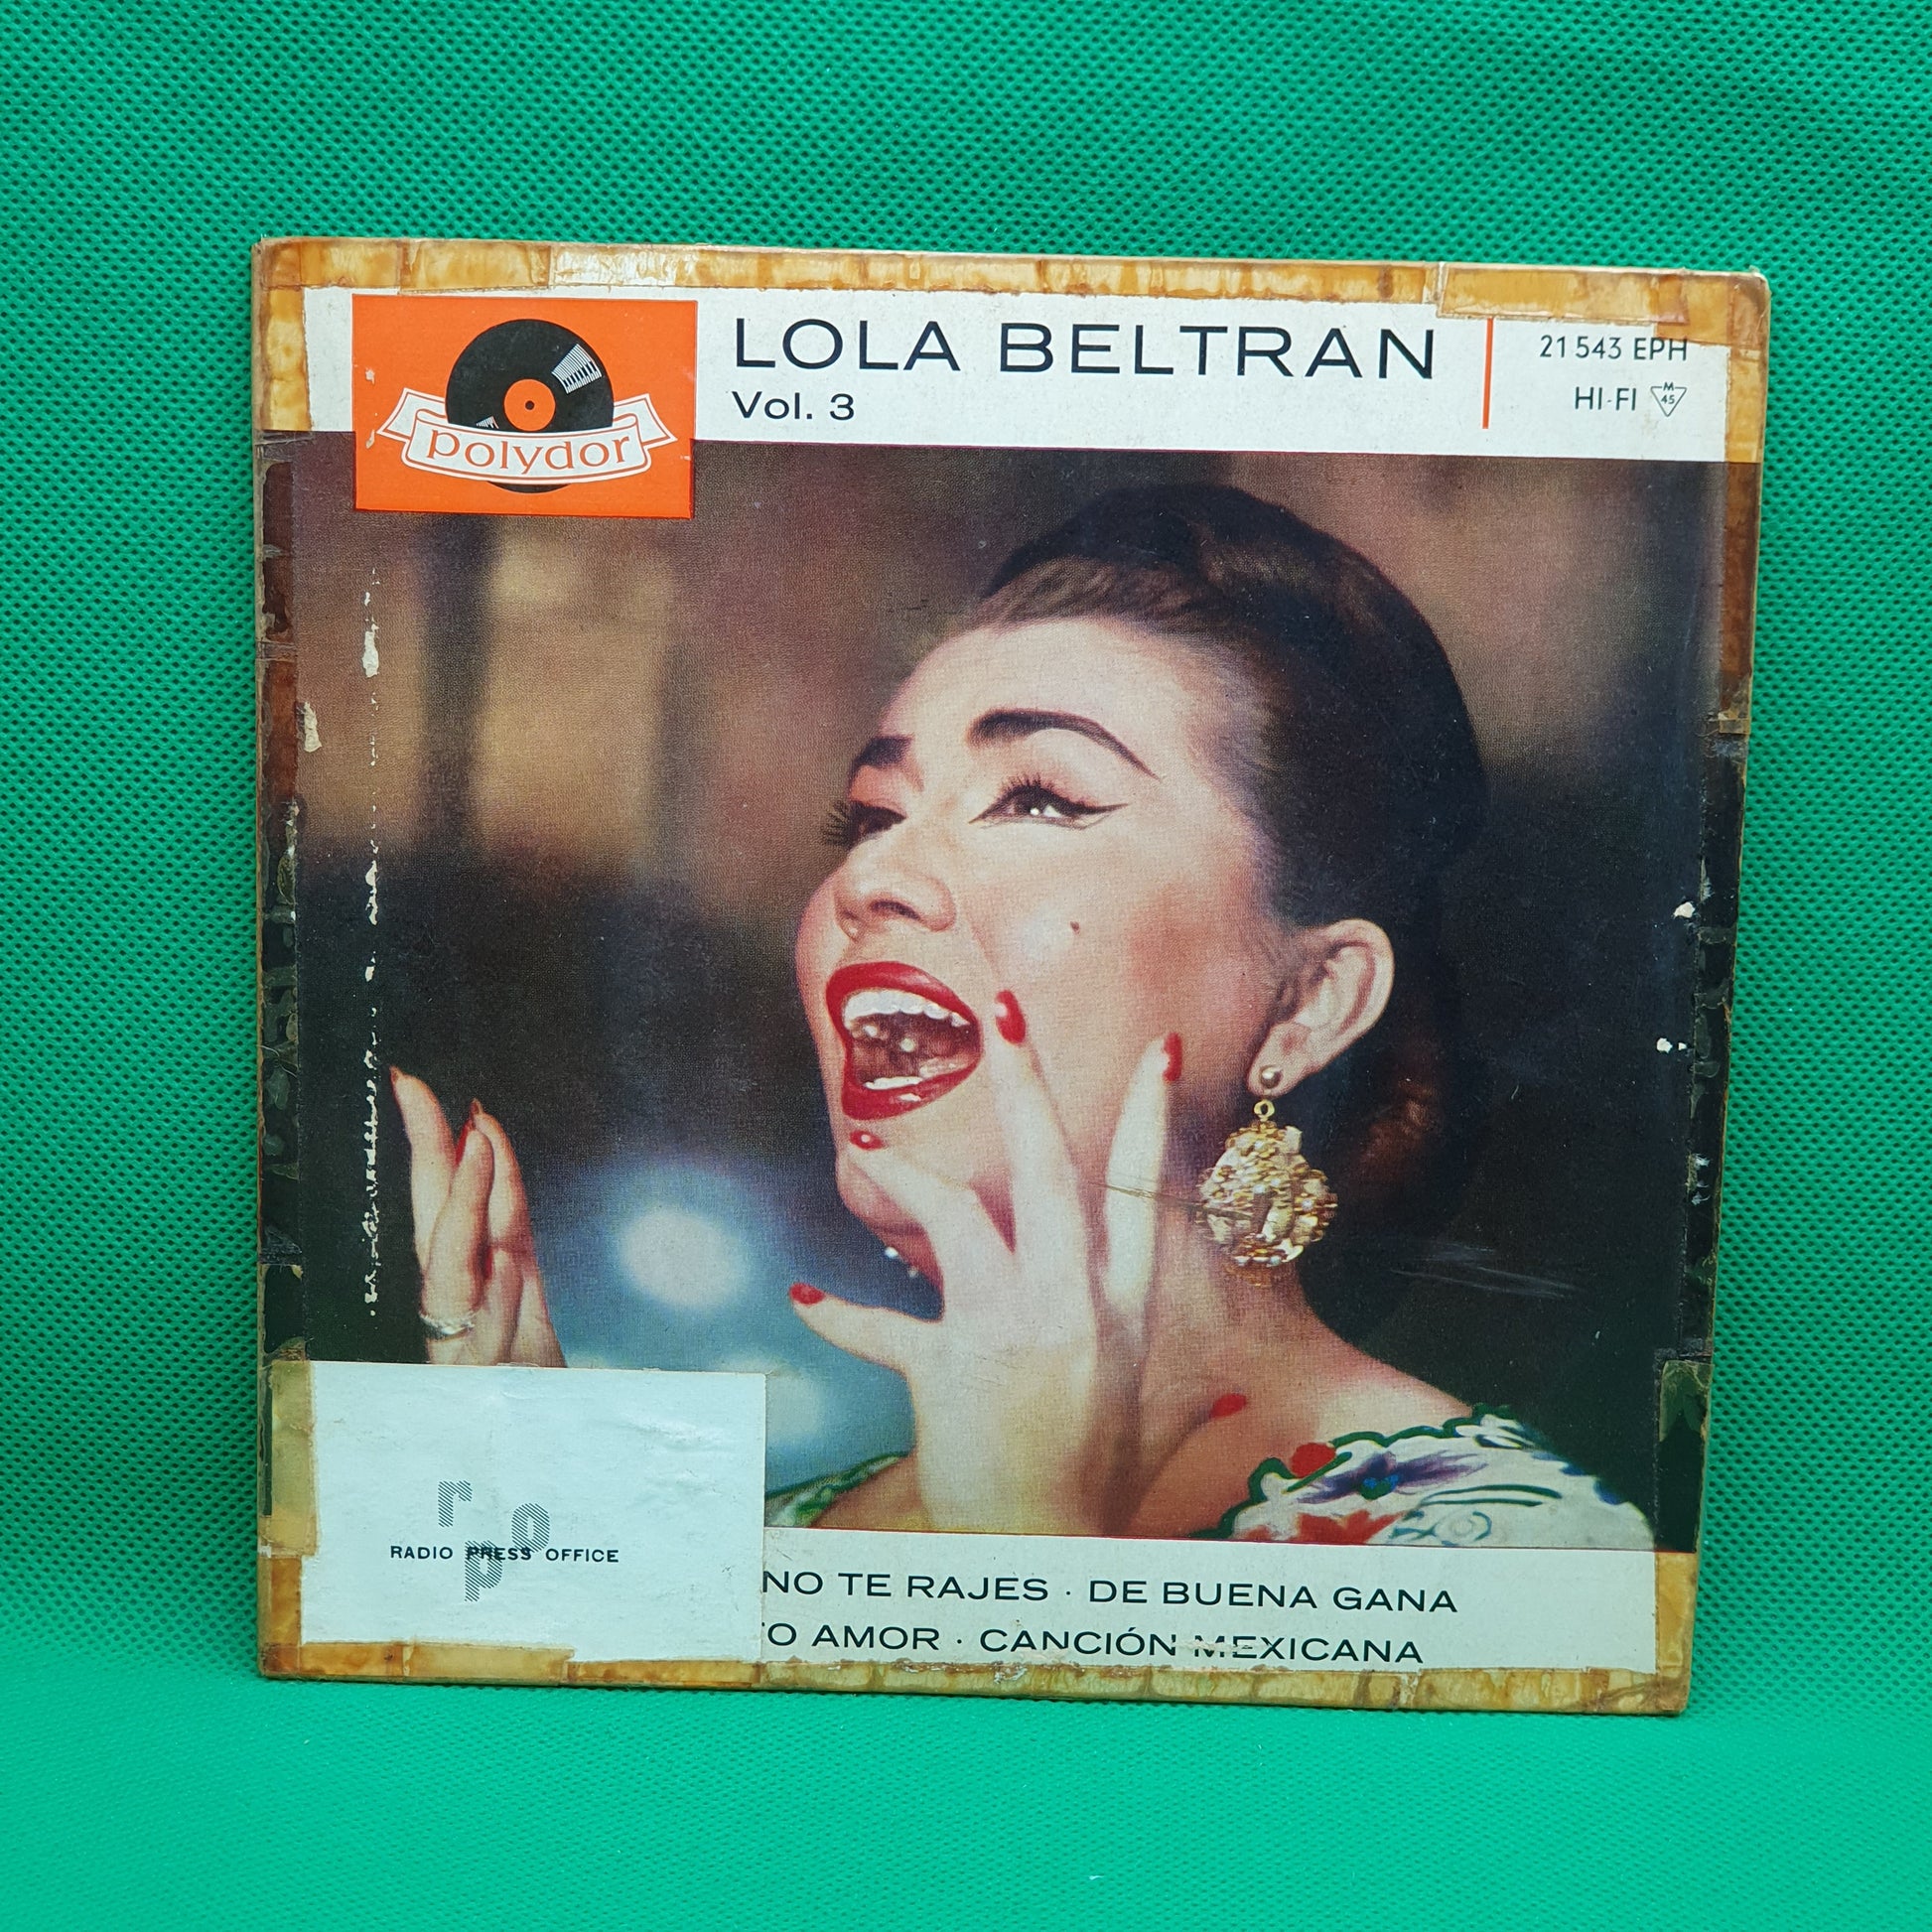 polydor
LOLA BELTRAN
Vol. 3
21 543 EPH
HI-FI M 45
r
p
o
RADIO PRESS OFFICE
NO TE RAJES · DE BUENA GANA
TO AMOR · CANCIÓN MEXICANA